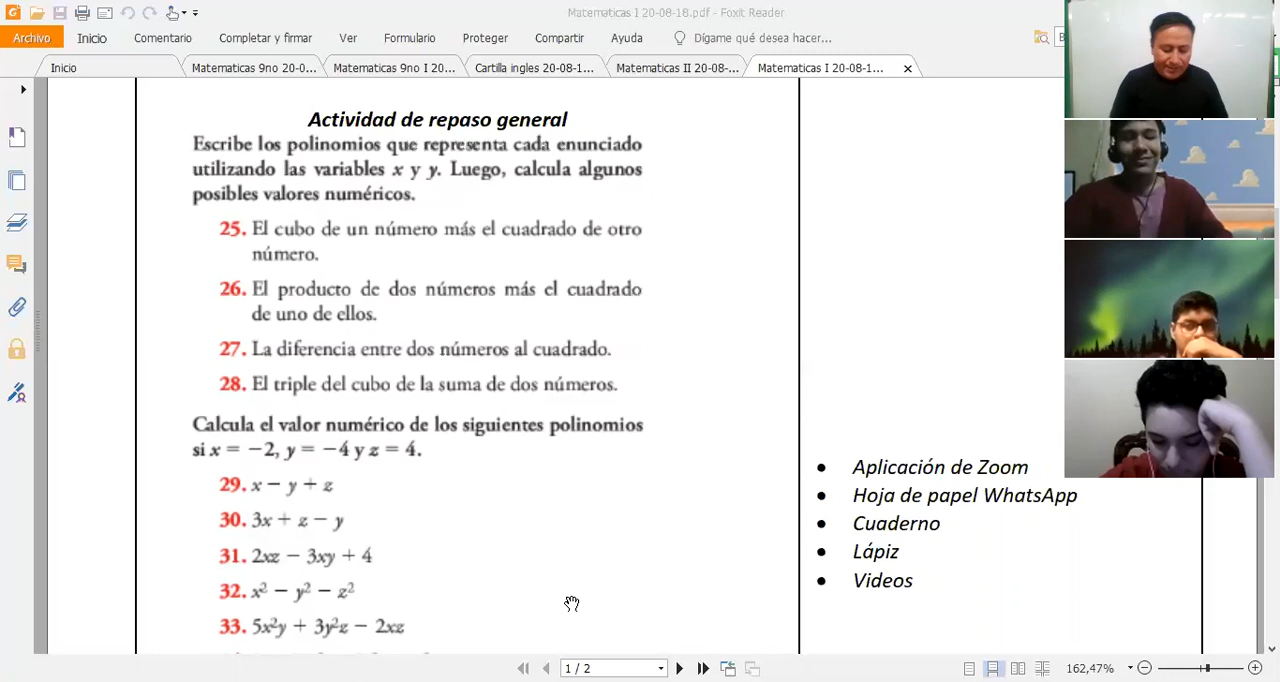 Matematicas I 20-08-18.pdf - Foxit Reader
Archivo Inicio Comentario Completar y firmar Ver Formulario Proteger Compartir Ayuda Dígame qué desea hacer...
Inicio Matematicas 9no 20-0... Matematicas 9no I 20... Cartilla ingles 20-08-1... Matematicas II 20-08-... Matematicas I 20-08-1...
Actividad de repaso general
Escribe los polinomios que representa cada enunciado
utilizando las variables x y y. Luego, calcula algunos
posibles valores numéricos.
25. El cubo de un número más el cuadrado de otro
número.
26. El producto de dos números más el cuadrado
de uno de ellos.
27. La diferencia entre dos números al cuadrado.
28. El triple del cubo de la suma de dos números.
Calcula el valor numérico de los siguientes polinomios
si x = −2, y = −4 y z = 4.
29. x − y + z
30. 3x + z − y
31. 2xz − 3xy + 4
32. x² − y² − z²
33. 5x²y + 3y²z − 2xz
• Aplicación de Zoom
• Hoja de papel WhatsApp
• Cuaderno
• Lápiz
• Videos
1 / 2
162,47%